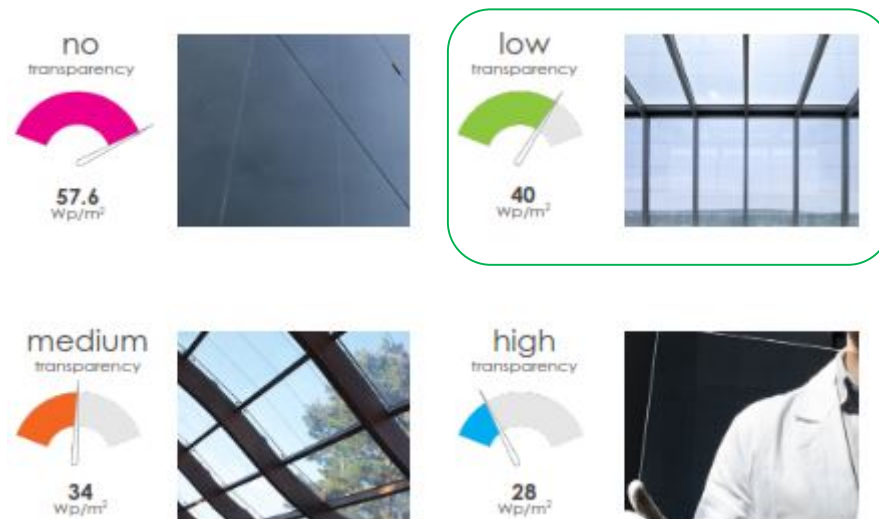 no
transparency
57.6
Wp/m²
low
transparency
40
Wp/m²
medium
transparency
34
Wp/m²
high
transparency
28
Wp/m²